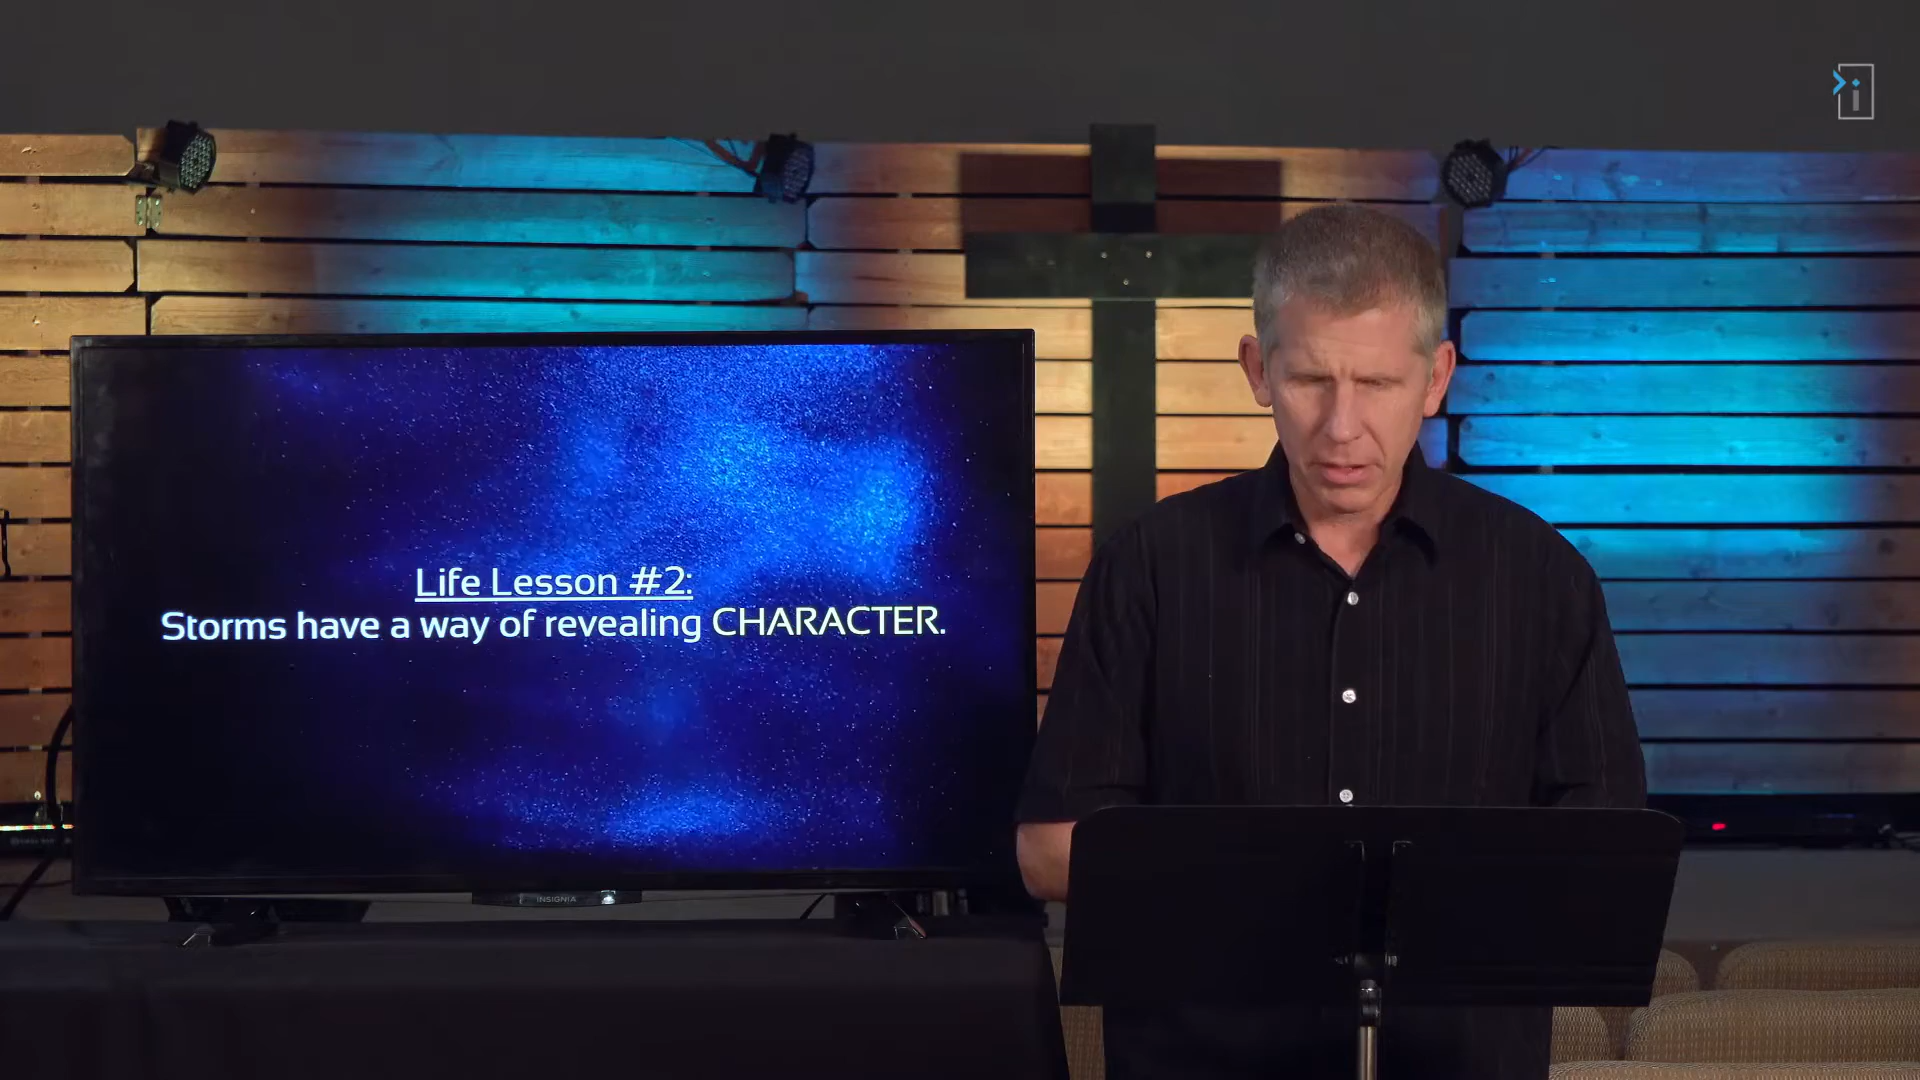 Life Lesson #2:
Storms have a way of revealing CHARACTER.
INSIGNIA